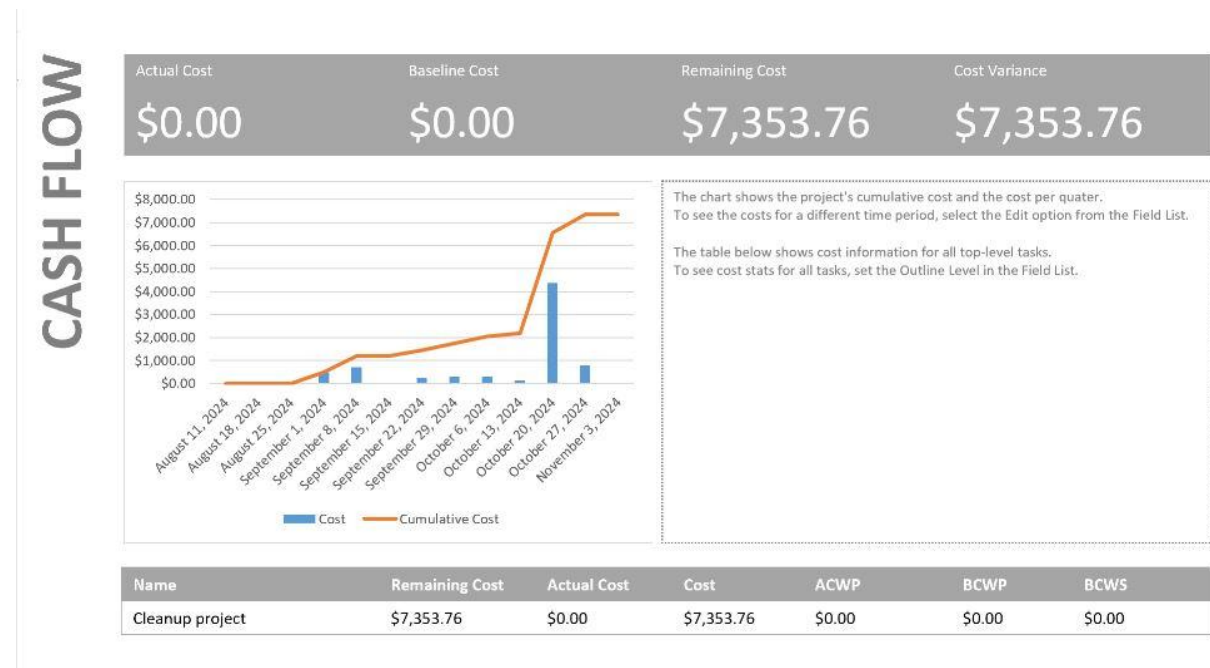 CASH FLOW
Actual Cost Baseline Cost Remaining Cost Cost Variance
$0.00 $0.00 $7,353.76 $7,353.76
$8,000.00
$7,000.00
$6,000.00
$5,000.00
$4,000.00
$3,000.00
$2,000.00
$1,000.00
$0.00
August 11, 2024
August 18, 2024
August 25, 2024
September 1, 2024
September 8, 2024
September 15, 2024
September 22, 2024
September 29, 2024
October 6, 2024
October 13, 2024
October 20, 2024
October 27, 2024
November 3, 2024
Cost Cumulative Cost
The chart shows the project's cumulative cost and the cost per quater.
To see the costs for a different time period, select the Edit option from the Field List.
The table below shows cost information for all top-level tasks.
To see cost stats for all tasks, set the Outline Level in the Field List.
Name Remaining Cost Actual Cost Cost ACWP BCWP BCWS
Cleanup project $7,353.76 $0.00 $7,353.76 $0.00 $0.00 $0.00